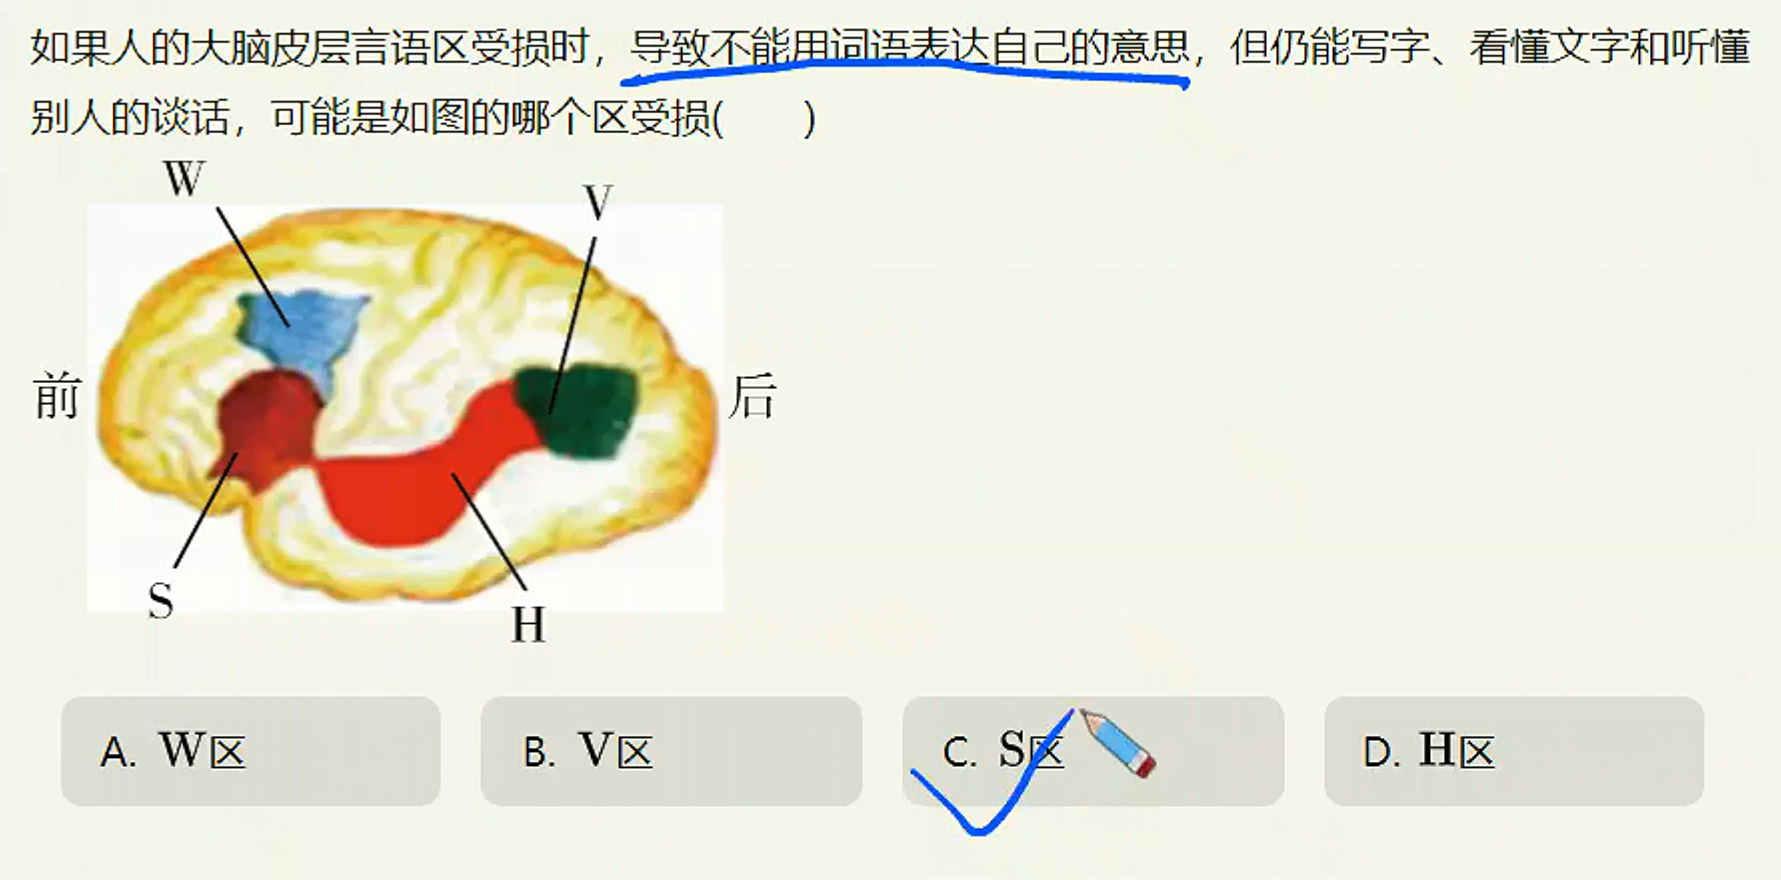 如果人的大脑皮层言语区受损时，导致不能用词语表达自己的意思，但仍能写字、看懂文字和听懂
别人的谈话，可能是如图的哪个区受损(　　)
W
V
前
后
S
H
A. W区
B. V区
C. S区
D. H区